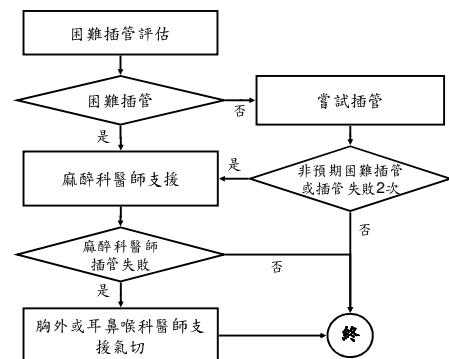 困難插管評估
困難插管
否
嘗試插管
是
麻醉科醫師支援
是
非預期困難插管
或插管失敗2次
麻醉科醫師
插管失敗
否
否
是
胸外或耳鼻喉科醫師支
援氣切
終